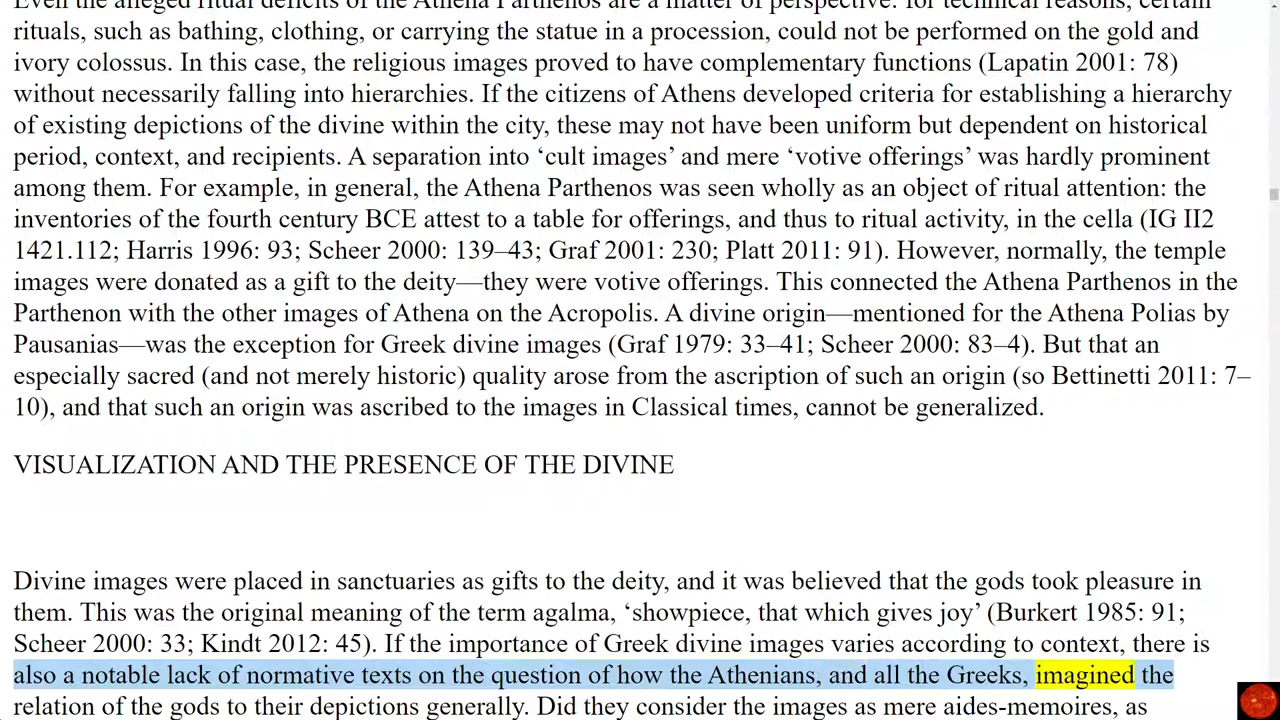 Even the alleged ritual deficits of the Athena Parthenos are a matter of perspective: for technical reasons, certain
rituals, such as bathing, clothing, or carrying the statue in a procession, could not be performed on the gold and
ivory colossus. In this case, the religious images proved to have complementary functions (Lapatin 2001: 78)
without necessarily falling into hierarchies. If the citizens of Athens developed criteria for establishing a hierarchy
of existing depictions of the divine within the city, these may not have been uniform but dependent on historical
period, context, and recipients. A separation into ‘cult images’ and mere ‘votive offerings’ was hardly prominent
among them. For example, in general, the Athena Parthenos was seen wholly as an object of ritual attention: the
inventories of the fourth century BCE attest to a table for offerings, and thus to ritual activity, in the cella (IG II2
1421.112; Harris 1996: 93; Scheer 2000: 139–43; Graf 2001: 230; Platt 2011: 91). However, normally, the temple
images were donated as a gift to the deity—they were votive offerings. This connected the Athena Parthenos in the
Parthenon with the other images of Athena on the Acropolis. A divine origin—mentioned for the Athena Polias by
Pausanias—was the exception for Greek divine images (Graf 1979: 33–41; Scheer 2000: 83–4). But that an
especially sacred (and not merely historic) quality arose from the ascription of such an origin (so Bettinetti 2011: 7–
10), and that such an origin was ascribed to the images in Classical times, cannot be generalized.
VISUALIZATION AND THE PRESENCE OF THE DIVINE
Divine images were placed in sanctuaries as gifts to the deity, and it was believed that the gods took pleasure in
them. This was the original meaning of the term agalma, ‘showpiece, that which gives joy’ (Burkert 1985: 91;
Scheer 2000: 33; Kindt 2012: 45). If the importance of Greek divine images varies according to context, there is
also a notable lack of normative texts on the question of how the Athenians, and all the Greeks, imagined the
relation of the gods to their depictions generally. Did they consider the images as mere aides-memoires, as